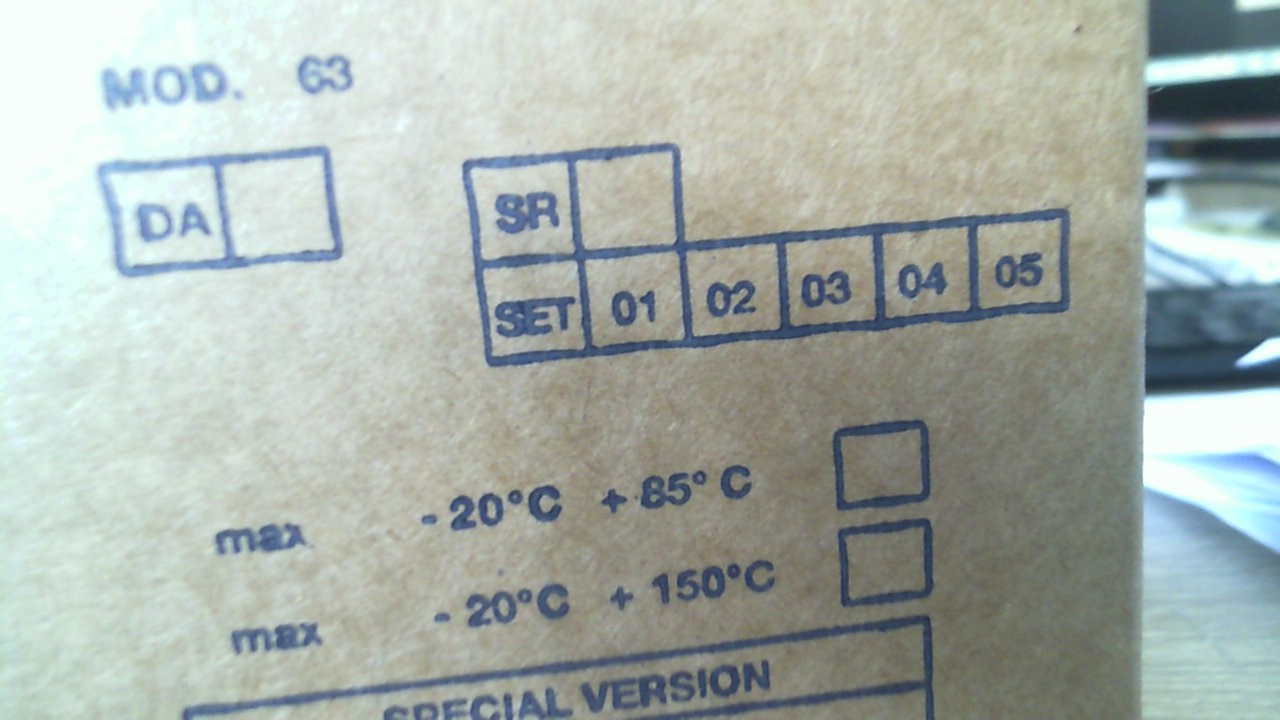 MOD. 63
DA SR
SET 01 02 03 04 05
max - 20°C + 85° C
max - 20°C + 150°C
SPECIAL VERSION